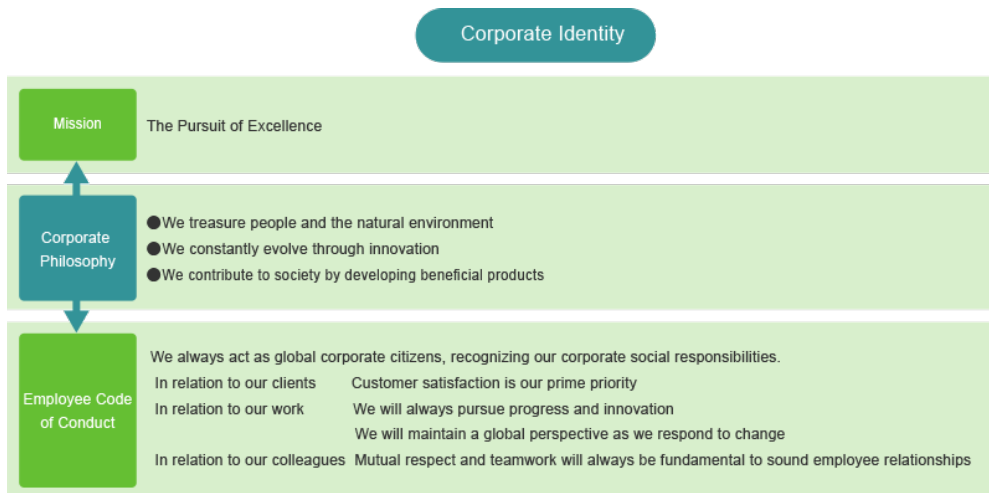 Corporate Identity
Mission
The Pursuit of Excellence
Corporate
Philosophy
●We treasure people and the natural environment
●We constantly evolve through innovation
●We contribute to society by developing beneficial products
Employee Code
of Conduct
We always act as global corporate citizens, recognizing our corporate social responsibilities.
In relation to our clients Customer satisfaction is our prime priority
In relation to our work We will always pursue progress and innovation
We will maintain a global perspective as we respond to change
In relation to our colleagues Mutual respect and teamwork will always be fundamental to sound employee relationships